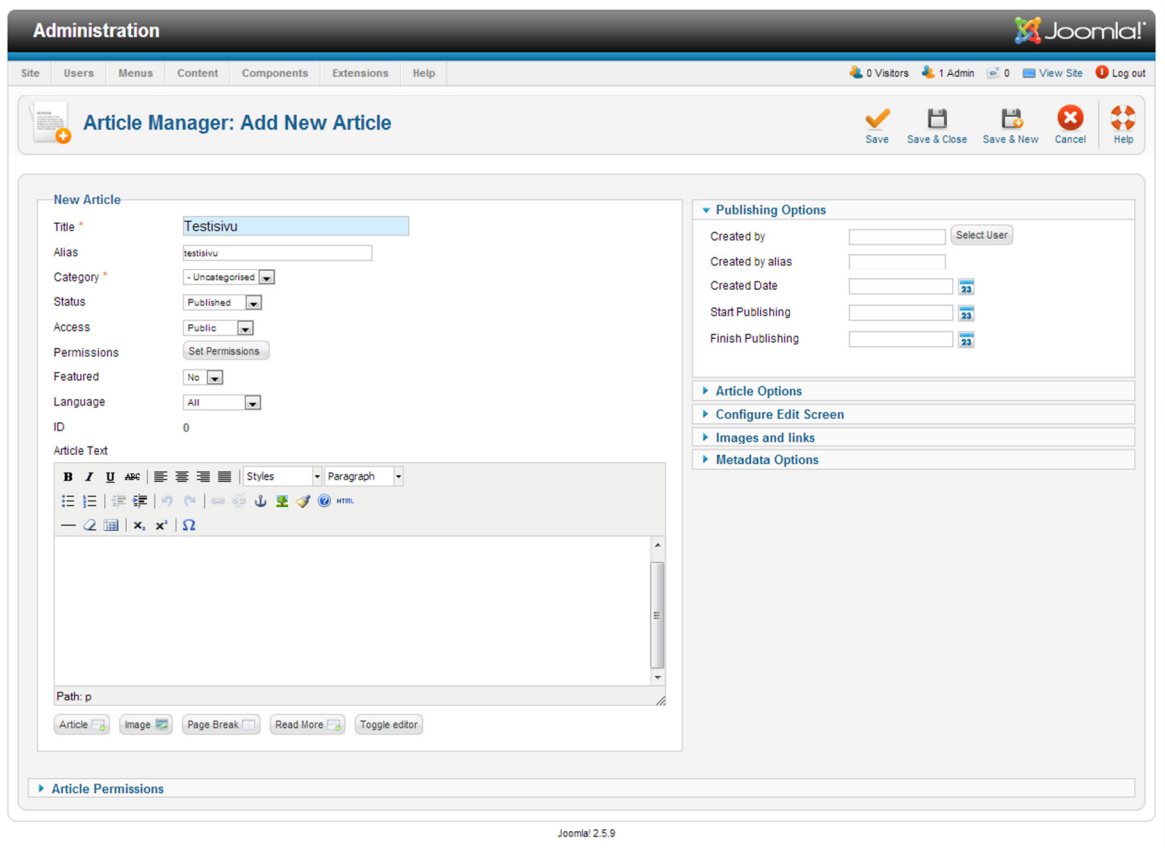 Administration
Joomla!
Site Users Menus Content Components Extensions Help
0 Visitors 1 Admin 0 View Site Log out
Article Manager: Add New Article
Save Save & Close Save & New Cancel Help
New Article
Title * Testisivu
Alias testisivu
Category * - Uncategorised
Status Published
Access Public
Permissions Set Permissions
Featured No
Language All
ID 0
Article Text
B I U ABC Styles Paragraph
HTML
x, x² Ω
Path: p
Article Image Page Break Read More Toggle editor
Publishing Options
Created by Select User
Created by alias
Created Date 23
Start Publishing 23
Finish Publishing 23
Article Options
Configure Edit Screen
Images and links
Metadata Options
Article Permissions
Joomla! 2.5.9